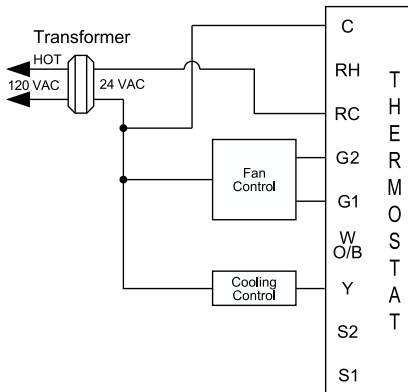 Transformer
HOT
120 VAC
24 VAC
Fan
Control
Cooling
Control
C
RH
RC
G2
G1
W
O/B
Y
S2
S1
THERMOSTAT